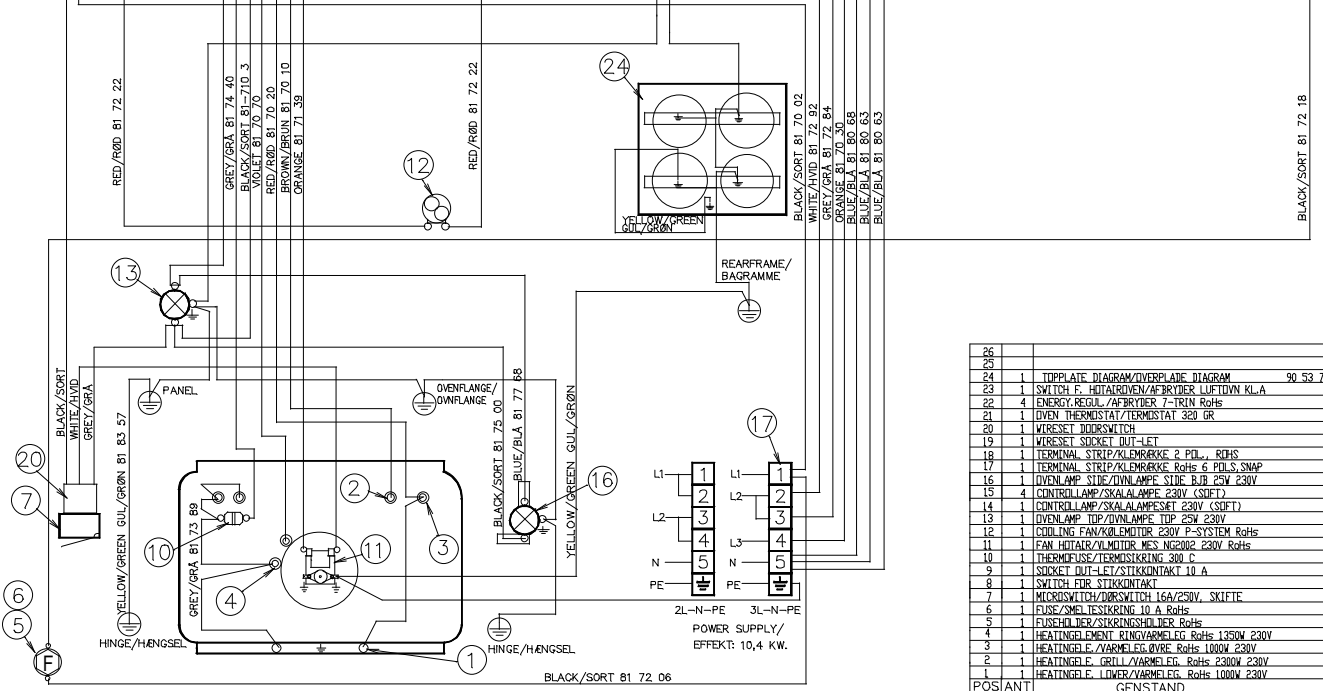 RED/RØD 81 72 22
GREY/GRÅ 81 74 40
BLACK/SORT 81-710 3
VIOLET 81 70 70
RED/RØD 81 70 20
BROWN/BRUN 81 70 10
ORANGE 81 71 39
RED/RØD 81 72 22
12
24
YELLOW/GREEN
GUL/GRØN
BLACK/SORT 81 70 02
WHITE/HVID 81 72 92
GREY/GRÅ 81 72 84
ORANGE 81 70 30
BLUE/BLÅ 81 80 68
BLUE/BLÅ 81 80 63
BLUE/BLÅ 81 80 63
BLACK/SORT 81 72 18
13
REARFRAME/
BAGRAMME
BLACK/SORT
WHITE/HVID
GREY/GRÅ
PANEL
YELLOW/GREEN GUL/GRØN 81 83 57
OVENFLANGE/
OVNFLANGE
BLACK/SORT 81 75 00
BLUE/BLÅ 81 77 68
YELLOW/GREEN GUL/GRØN
20
7
6
5
F
GREY/GRÅ 81 73 89
10
4
2
11
3
16
17
1
HINGE/HÆNGSEL
HINGE/HÆNGSEL
BLACK/SORT 81 72 06
L1 1
2
L2 3
4
N 5
PE
2L-N-PE
L1 1
L2 2
3
L3 4
N 5
PE
3L-N-PE
POWER SUPPLY/
EFFEKT: 10,4 KW.
26
25
24 1 TOPPLATE DIAGRAM/OVERPLADE DIAGRAM 90 53 7
23 1 SWITCH F. HOTAIROVEN/AFBRYDER LUFTOVN KL.A
22 4 ENERGY.REGUL./AFBRYDER 7-TRIN RoHs
21 1 OVEN THERMOSTAT/TERMOSTAT 320 GR
20 1 WIRESET DOORSWITCH
19 1 WIRESET SOCKET OUT-LET
18 1 TERMINAL STRIP/KLEMRÆKKE 2 POL., ROHS
17 1 TERMINAL STRIP/KLEMRÆKKE RoHs 6 POLS,SNAP
16 1 OVENLAMP SIDE/OVNLAMPE SIDE BJB 25W 230V
15 4 CONTROLLAMP/SKALALAMPE 230V (SOFT)
14 1 CONTROLLAMP/SKALALAMPESÆT 230V (SOFT)
13 1 OVENLAMP TOP/OVNLAMPE TOP 25W 230V
12 1 COOLING FAN/KØLEMOTOR 230V P-SYSTEM RoHs
11 1 FAN HOTAIR/VLMOTOR MES NG2002 230V RoHs
10 1 THERMOFUSE/TERMOSIKRING 300 C
9 1 SOCKET OUT-LET/STIKKONTAKT 10 A
8 1 SWITCH FOR STIKKONTAKT
7 1 MICROSWITCH/DØRSWITCH 16A/250V, SKIFTE
6 1 FUSE/SMELTESIKRING 10 A RoHs
5 1 FUSEHOLDER/SIKRINGSHOLDER RoHs
4 1 HEATINGELEMENT RINGVARMELEG RoHs 1350W 230V
3 1 HEATINGELE./VARMELEG.ØVRE RoHs 1000W 230V
2 1 HEATINGELE. GRILL/VARMELEG. RoHs 2300W 230V
1 1 HEATINGELE. LOWER/VARMELEG. RoHs 1000W 230V
POS ANT GENSTAND